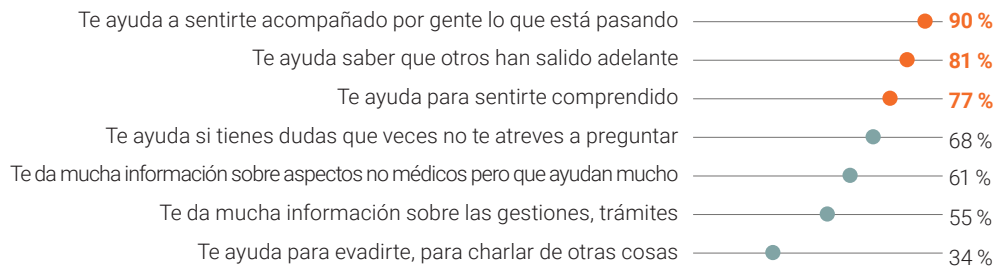 Te ayuda a sentirte acompañado por gente lo que está pasando 90 %
Te ayuda saber que otros han salido adelante 81 %
Te ayuda para sentirte comprendido 77 %
Te ayuda si tienes dudas que veces no te atreves a preguntar 68 %
Te da mucha información sobre aspectos no médicos pero que ayudan mucho 61 %
Te da mucha información sobre las gestiones, trámites 55 %
Te ayuda para evadirte, para charlar de otras cosas 34 %